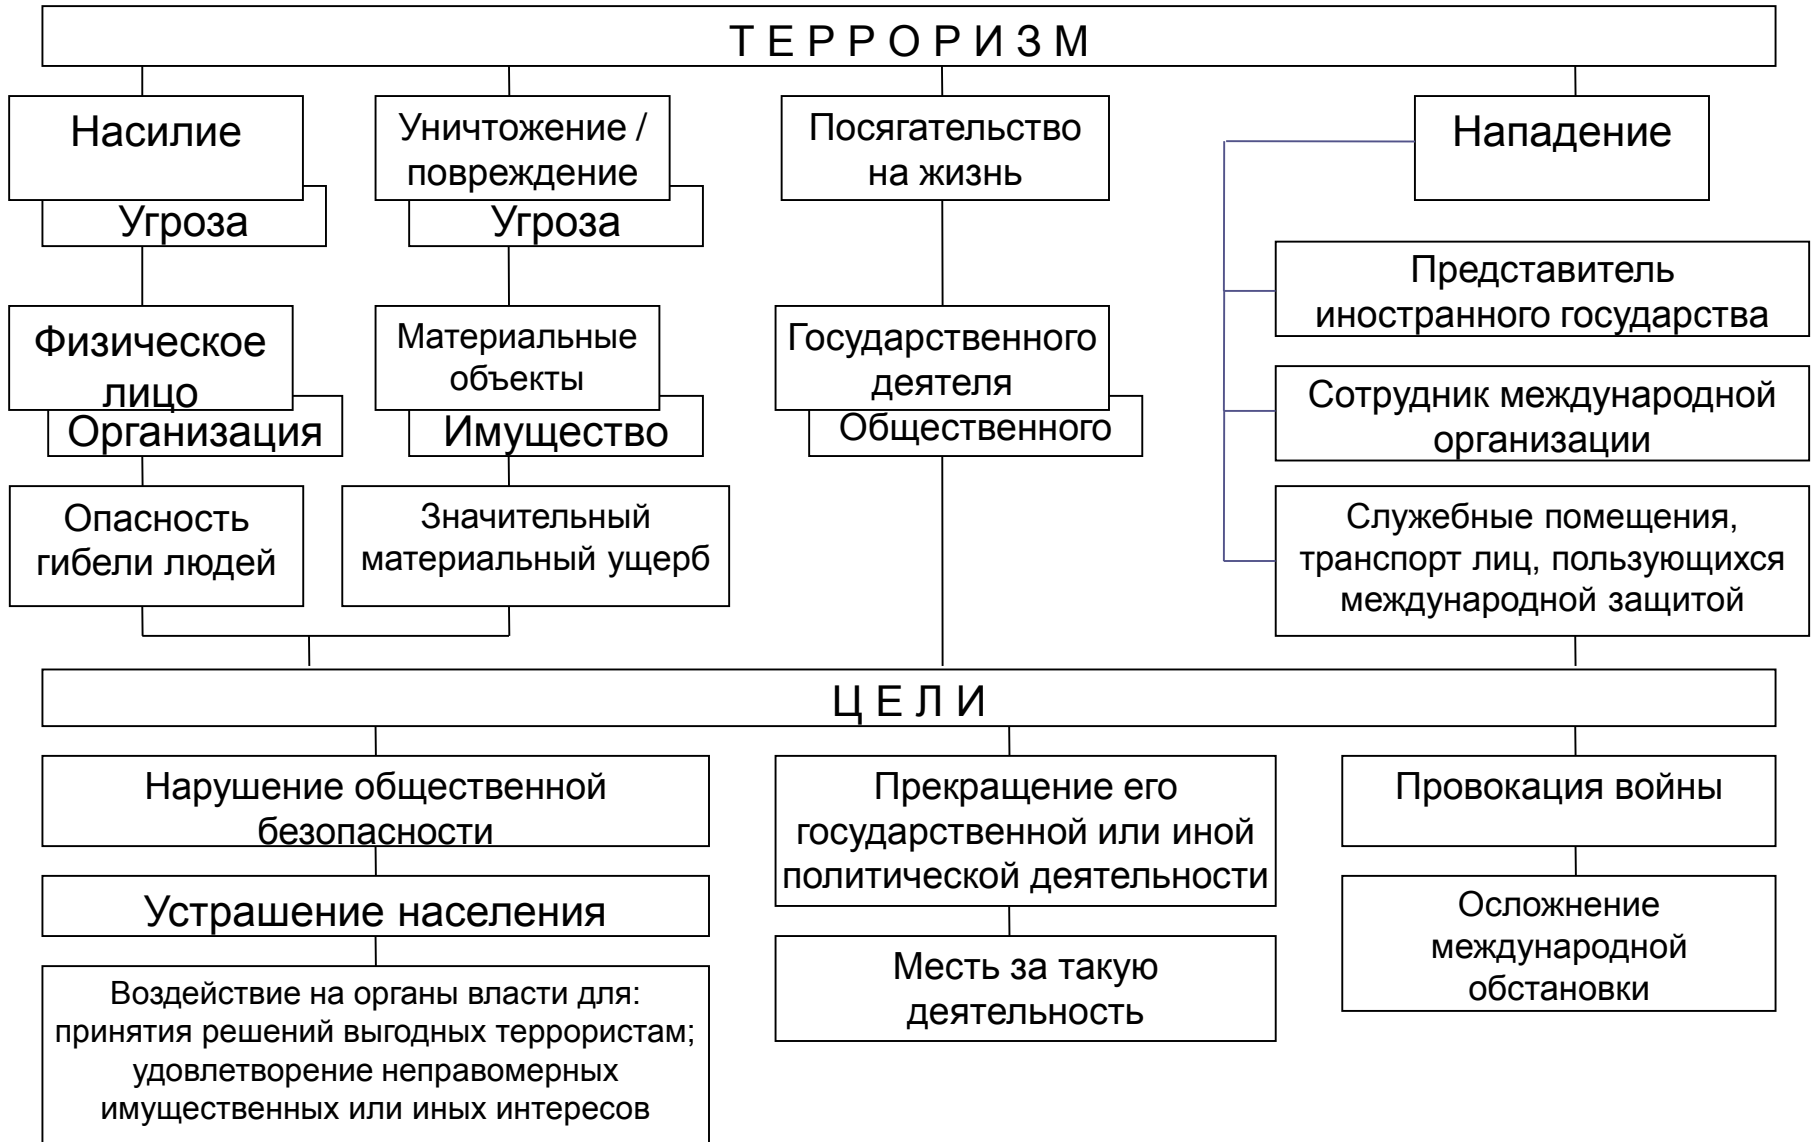 Т Е Р Р О Р И З М
Насилие
Угроза
Физическое
лицо
Организация
Опасность
гибели людей
Уничтожение /
повреждение
Угроза
Материальные
объекты
Имущество
Значительный
материальный ущерб
Посягательство
на жизнь
Государственного
деятеля
Общественного
Нападение
Представитель
иностранного государства
Сотрудник международной
организации
Служебные помещения,
транспорт лиц, пользующихся
международной защитой
Ц Е Л И
Нарушение общественной
безопасности
Устрашение населения
Воздействие на органы власти для:
принятия решений выгодных террористам;
удовлетворение неправомерных
имущественных или иных интересов
Прекращение его
государственной или иной
политической деятельности
Месть за такую
деятельность
Провокация войны
Осложнение
международной
обстановки